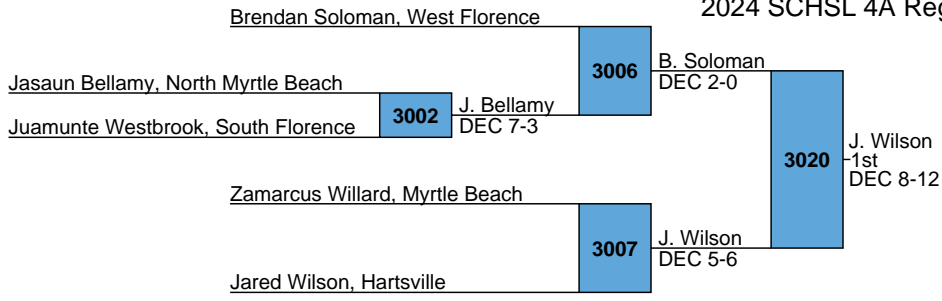 2024 SCHSL 4A Reg
Brendan Soloman, West Florence
3006
B. Soloman
DEC 2-0
Jasaun Bellamy, North Myrtle Beach
3002
J. Bellamy
DEC 7-3
Juamunte Westbrook, South Florence
3020
J. Wilson
1st
DEC 8-12
Zamarcus Willard, Myrtle Beach
3007
J. Wilson
DEC 5-6
Jared Wilson, Hartsville